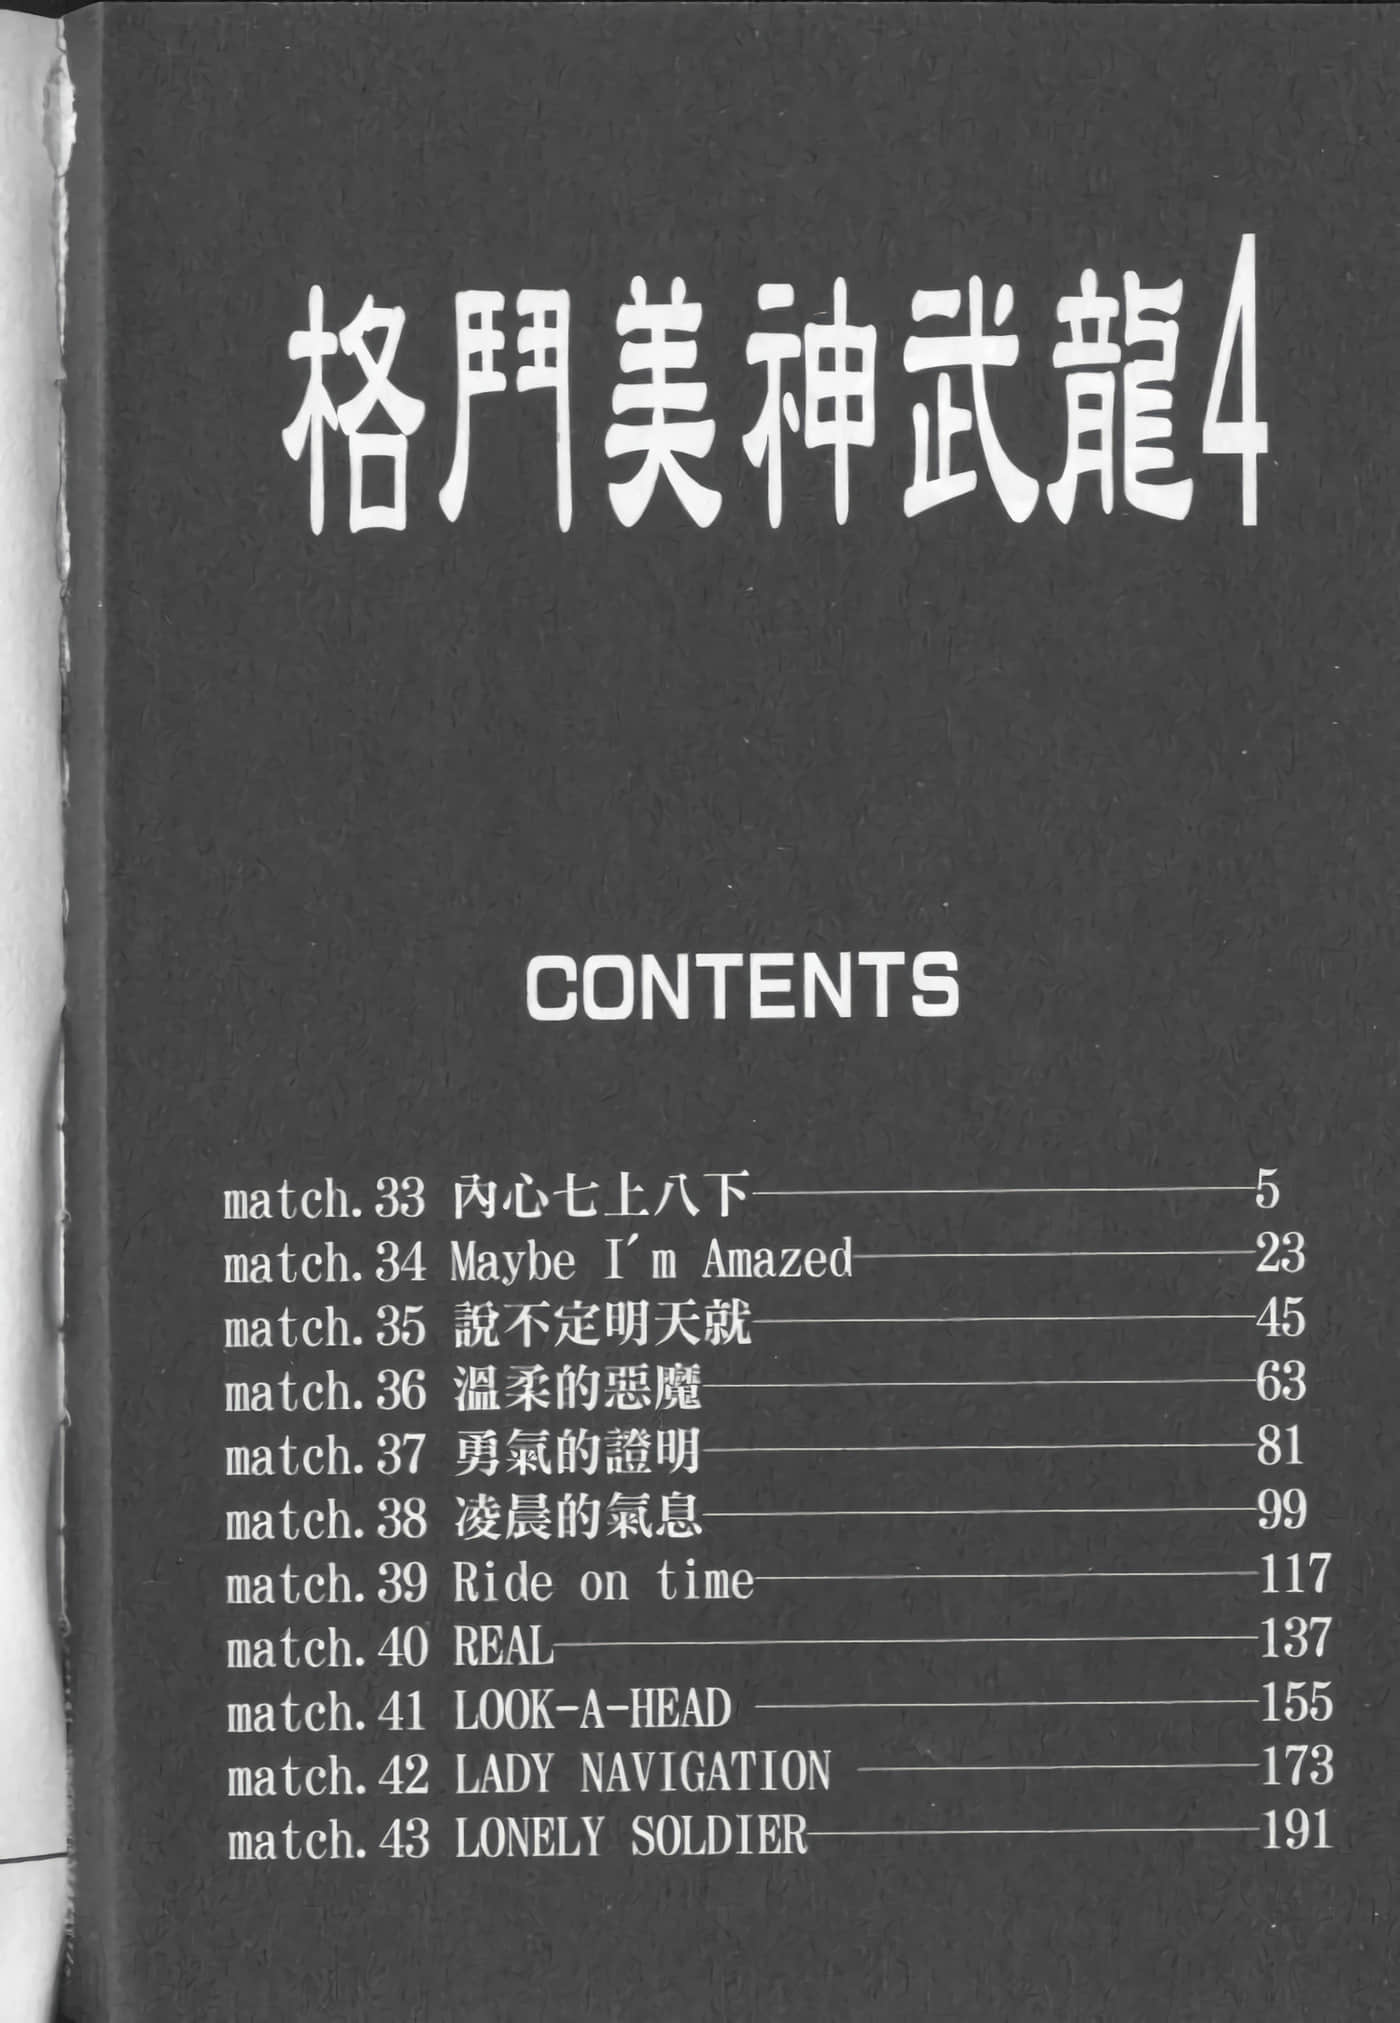 格鬥美神武龍4
CONTENTS
match.33 內心七上八下 5
match.34 Maybe I'm Amazed 23
match.35 說不定明天就 45
match.36 溫柔的惡魔 63
match.37 勇氣的證明 81
match.38 凌晨的氣息 99
match.39 Ride on time 117
match.40 REAL 137
match.41 LOOK-A-HEAD 155
match.42 LADY NAVIGATION 173
match.43 LONELY SOLDIER 191